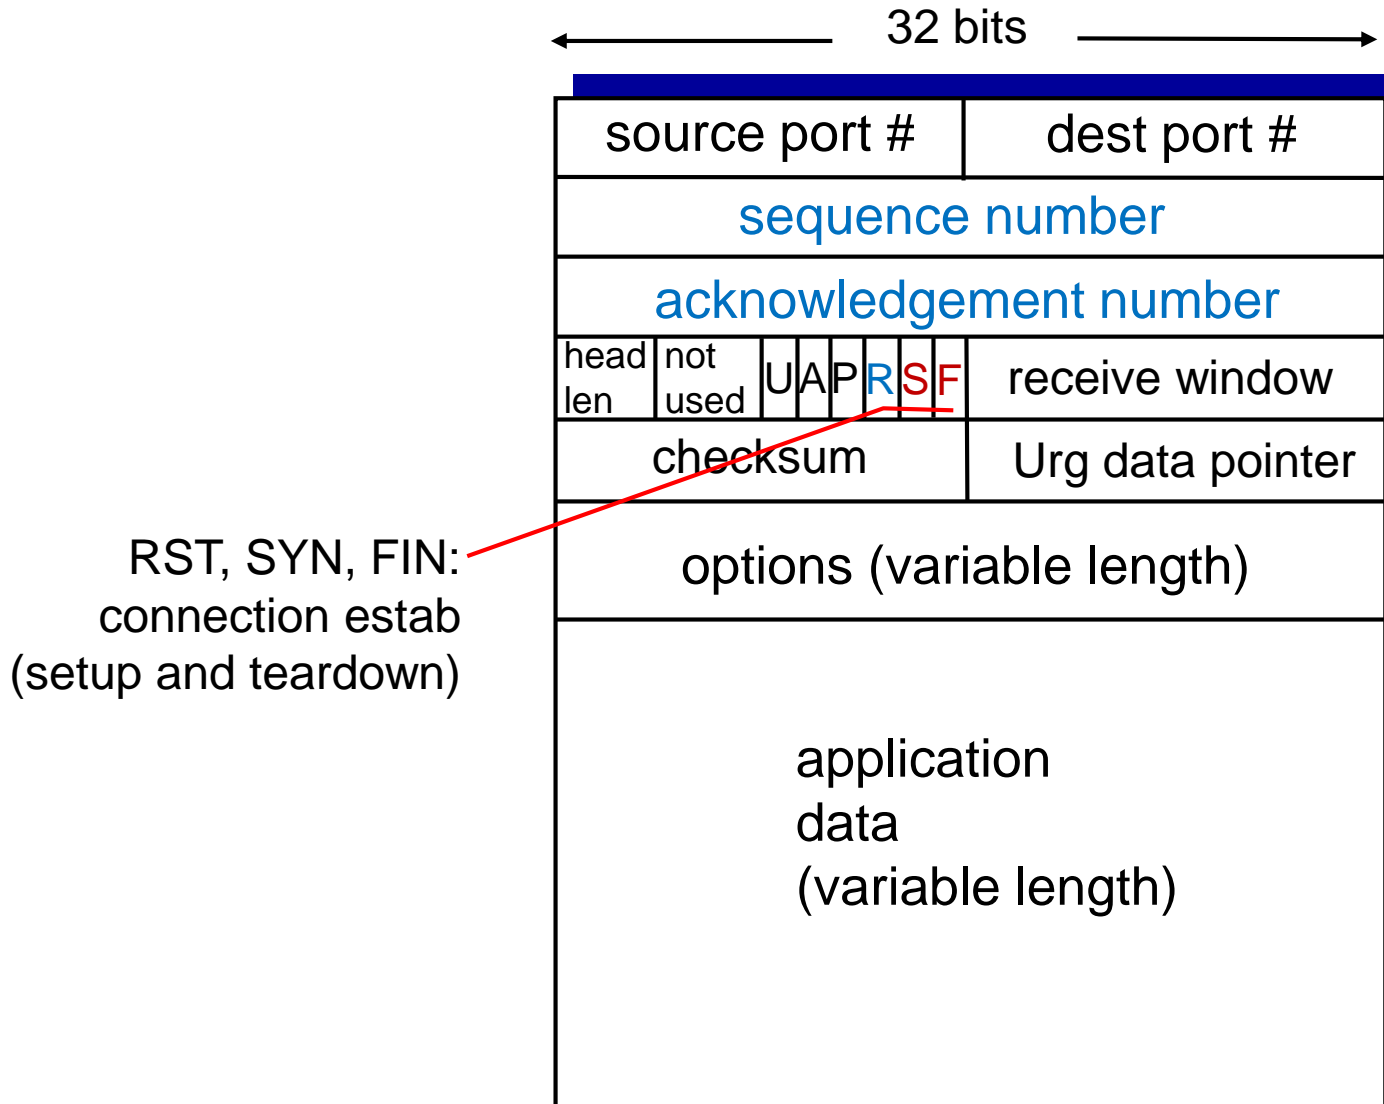 32 bits
source port # dest port #
sequence number
acknowledgement number
head not
len used U A P R S F receive window
checksum Urg data pointer
RST, SYN, FIN:
connection estab
(setup and teardown)
options (variable length)
application
data
(variable length)